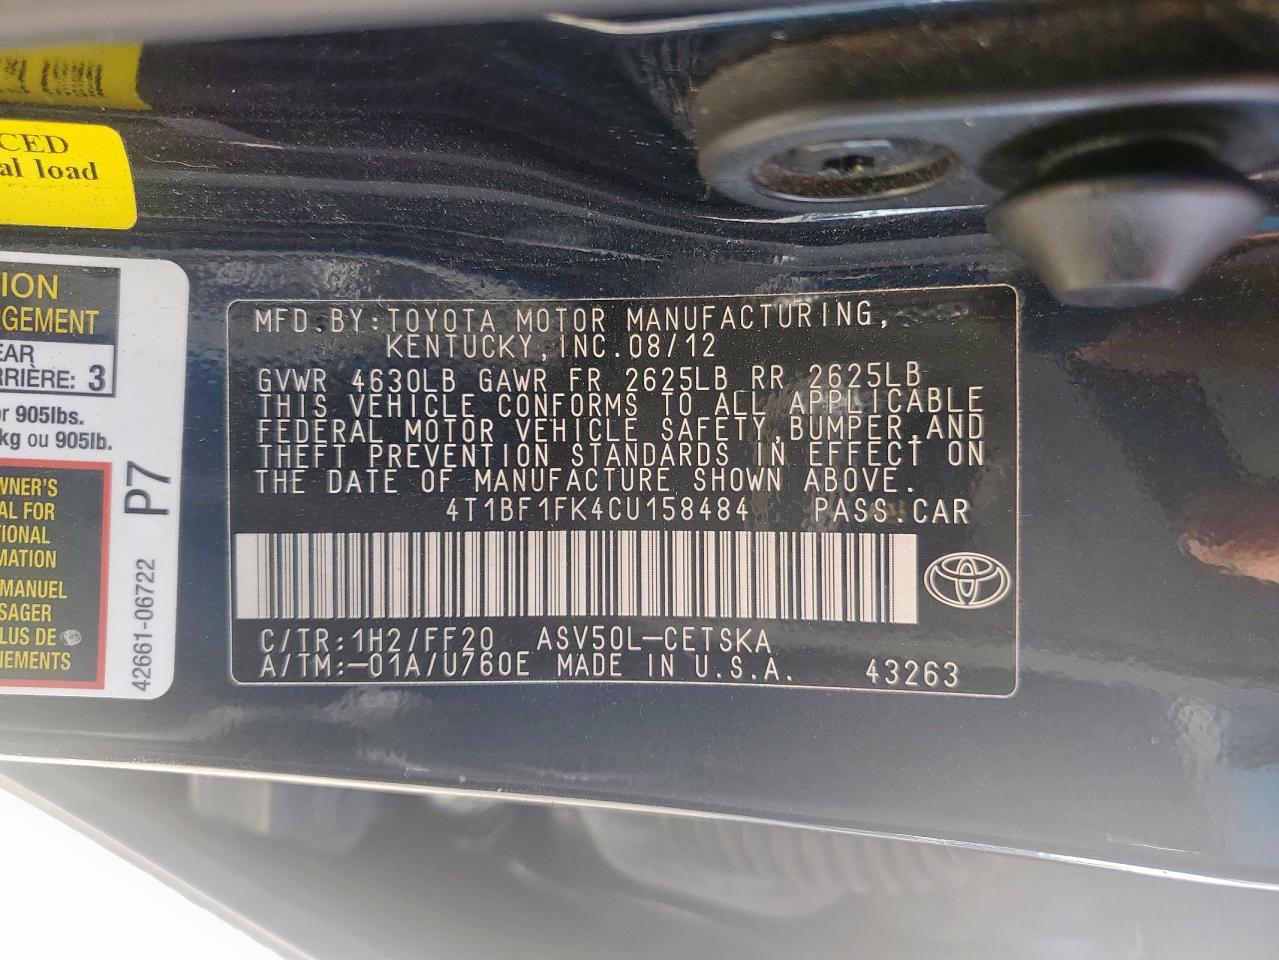 CED
al load
ION
GEMENT
EAR
RRIÈRE: 3
or 905lbs.
kg ou 905lb.
WNER'S
AL FOR
TIONAL
RMATION
MANUEL
SAGER
LUS DE
NEMENTS
P7
42661-06722
MFD.BY:TOYOTA MOTOR MANUFACTURING,
KENTUCKY,INC.08/12
GVWR 4630LB GAWR FR 2625LB RR 2625LB
THIS VEHICLE CONFORMS TO ALL APPLICABLE
FEDERAL MOTOR VEHICLE SAFETY,BUMPER,AND
THEFT PREVENTION STANDARDS IN EFFECT ON
THE DATE OF MANUFACTURE SHOWN ABOVE.
4T1BF1FK4CU158484 PASS.CAR
C/TR:1H2/FF20 ASV50L-CETSKA
A/TM:-01A/U760E MADE IN U.S.A. 43263